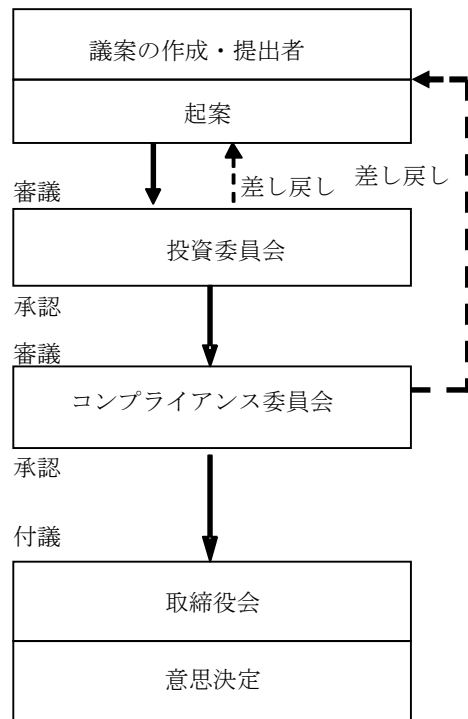 議案の作成・提出者
起案
差し戻し
差し戻し
審議
投資委員会
承認
審議
コンプライアンス委員会
承認
付議
取締役会
意思決定